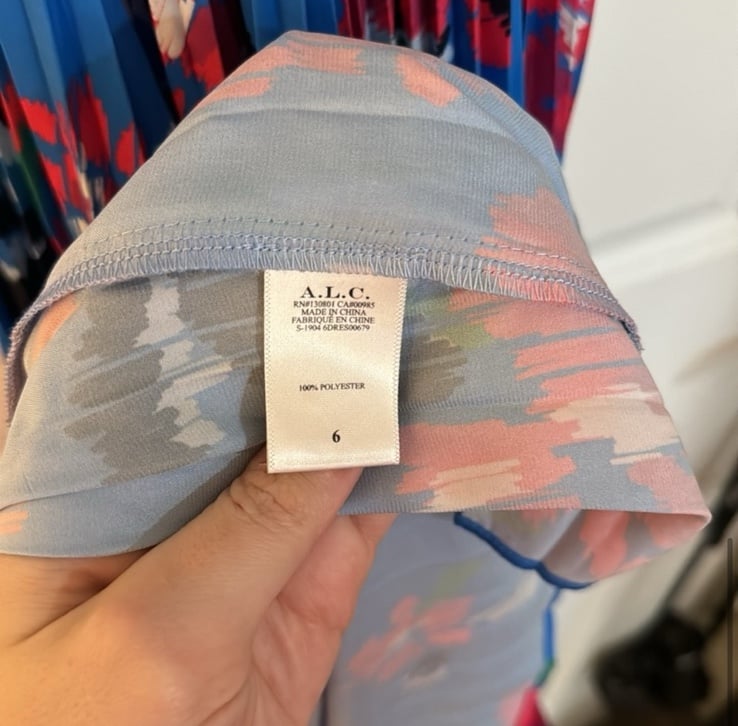 A.L.C.
RN#130801 CA#00985
MADE IN CHINA
FABRIQUÉ EN CHINE
S-1904 6DRES00679
100% POLYESTER
6